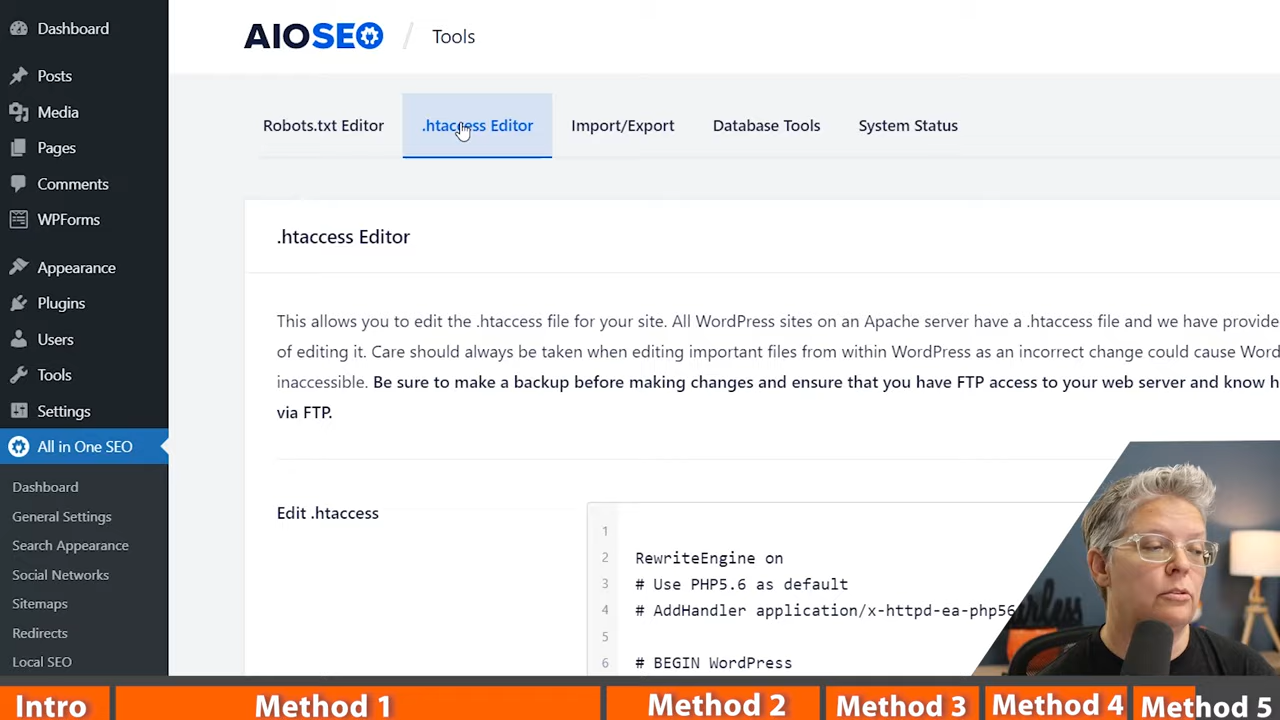 Dashboard
Posts
Media
Pages
Comments
WPForms
Appearance
Plugins
Users
Tools
Settings
All in One SEO
Dashboard
General Settings
Search Appearance
Social Networks
Sitemaps
Redirects
Local SEO
AIOSEO / Tools
Robots.txt Editor .htaccess Editor Import/Export Database Tools System Status
.htaccess Editor
This allows you to edit the .htaccess file for your site. All WordPress sites on an Apache server have a .htaccess file and we have provide
of editing it. Care should always be taken when editing important files from within WordPress as an incorrect change could cause Word
inaccessible. Be sure to make a backup before making changes and ensure that you have FTP access to your web server and know h
via FTP.
Edit .htaccess
1
2 RewriteEngine on
3 # Use PHP5.6 as default
4 # AddHandler application/x-httpd-ea-php56
5
6 # BEGIN WordPress
Intro Method 1 Method 2 Method 3 Method 4 Method 5